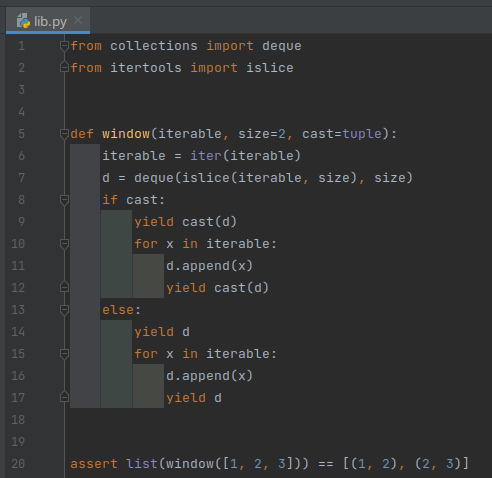 lib.py
1 from collections import deque
2 from itertools import islice
3
4
5 def window(iterable, size=2, cast=tuple):
6     iterable = iter(iterable)
7     d = deque(islice(iterable, size), size)
8     if cast:
9         yield cast(d)
10         for x in iterable:
11             d.append(x)
12             yield cast(d)
13     else:
14         yield d
15         for x in iterable:
16             d.append(x)
17             yield d
18
19
20 assert list(window([1, 2, 3])) == [(1, 2), (2, 3)]